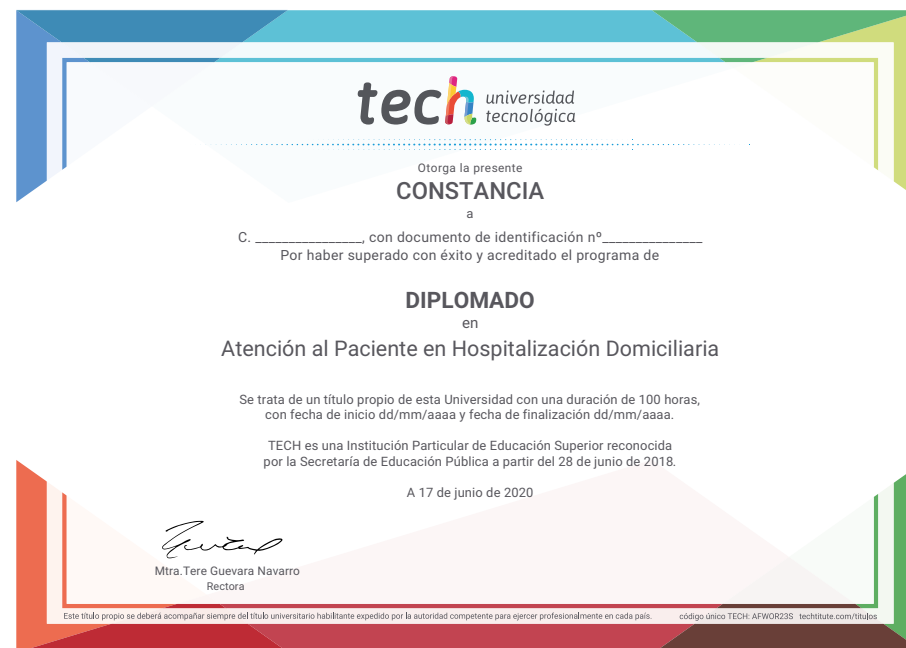 tech universidad
tecnológica
Otorga la presente
CONSTANCIA
a
C. ________________, con documento de identificación nº_______________
Por haber superado con éxito y acreditado el programa de
DIPLOMADO
en
Atención al Paciente en Hospitalización Domiciliaria
Se trata de un título propio de esta Universidad con una duración de 100 horas,
con fecha de inicio dd/mm/aaaa y fecha de finalización dd/mm/aaaa.
TECH es una Institución Particular de Educación Superior reconocida
por la Secretaría de Educación Pública a partir del 28 de junio de 2018.
A 17 de junio de 2020
Mtra.Tere Guevara Navarro
Rectora
Este título propio se deberá acompañar siempre del título universitario habilitante expedido por la autoridad competente para ejercer profesionalmente en cada país. código único TECH: AFWOR23S techtitute.com/titulos